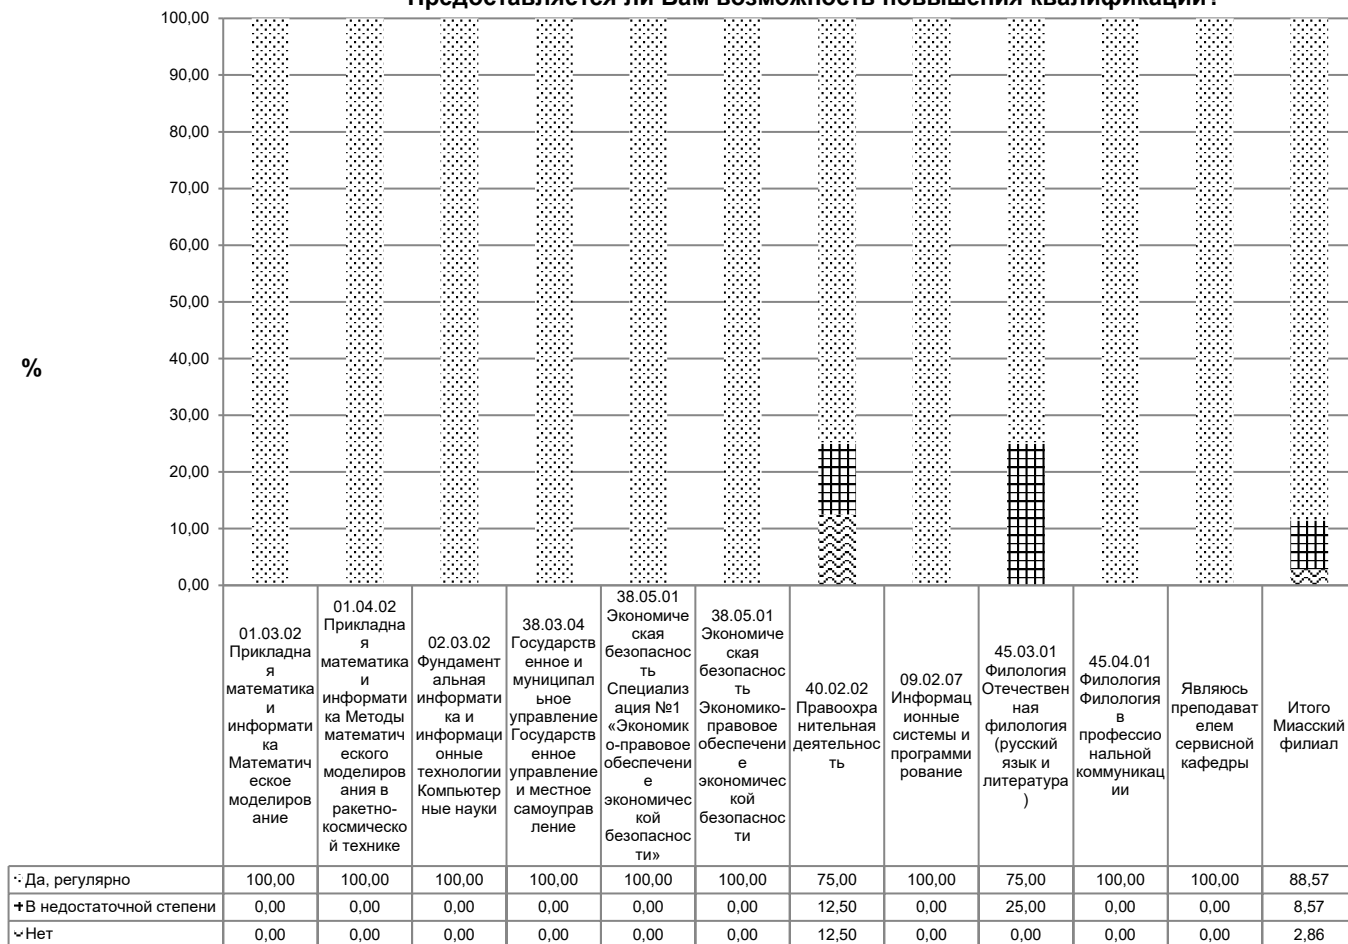 Предоставляется ли Вам возможность повышения квалификации?
100,00
90,00
80,00
70,00
60,00
50,00
40,00
30,00
20,00
10,00
0,00
%
01.03.02
Прикладна
я
математика
и
информати
ка
Математич
еское
моделиров
ание
01.04.02
Прикладна
я
математика
и
информати
ка Методы
математич
еского
моделиров
ания в
ракетно-
космическо
й технике
02.03.02
Фундамент
альная
информати
ка и
информаци
онные
технологии
Компьютер
ные науки
38.03.04
Государств
енное и
муниципал
ьное
управление
Государств
енное
управление
и местное
самоуправ
ление
38.05.01
Экономиче
ская
безопаснос
ть
Специализ
ация №1
«Экономик
о-правовое
обеспечени
е
экономичес
кой
безопаснос
ти»
38.05.01
Экономиче
ская
безопаснос
ть
Экономико-
правовое
обеспечени
е
экономичес
кой
безопаснос
ти
40.02.02
Правоохра
нительная
деятельнос
ть
09.02.07
Информац
ионные
системы и
программи
рование
45.03.01
Филология
Отечествен
ная
филология
(русский
язык и
литература
)
45.04.01
Филология
Филология
в
профессио
нальной
коммуникац
ии
Являюсь
преподават
елем
сервисной
кафедры
Итого
Миасский
филиал
Да, регулярно 100,00 100,00 100,00 100,00 100,00 100,00 75,00 100,00 75,00 100,00 100,00 88,57
В недостаточной степени 0,00 0,00 0,00 0,00 0,00 0,00 12,50 0,00 25,00 0,00 0,00 8,57
Нет 0,00 0,00 0,00 0,00 0,00 0,00 12,50 0,00 0,00 0,00 0,00 2,86